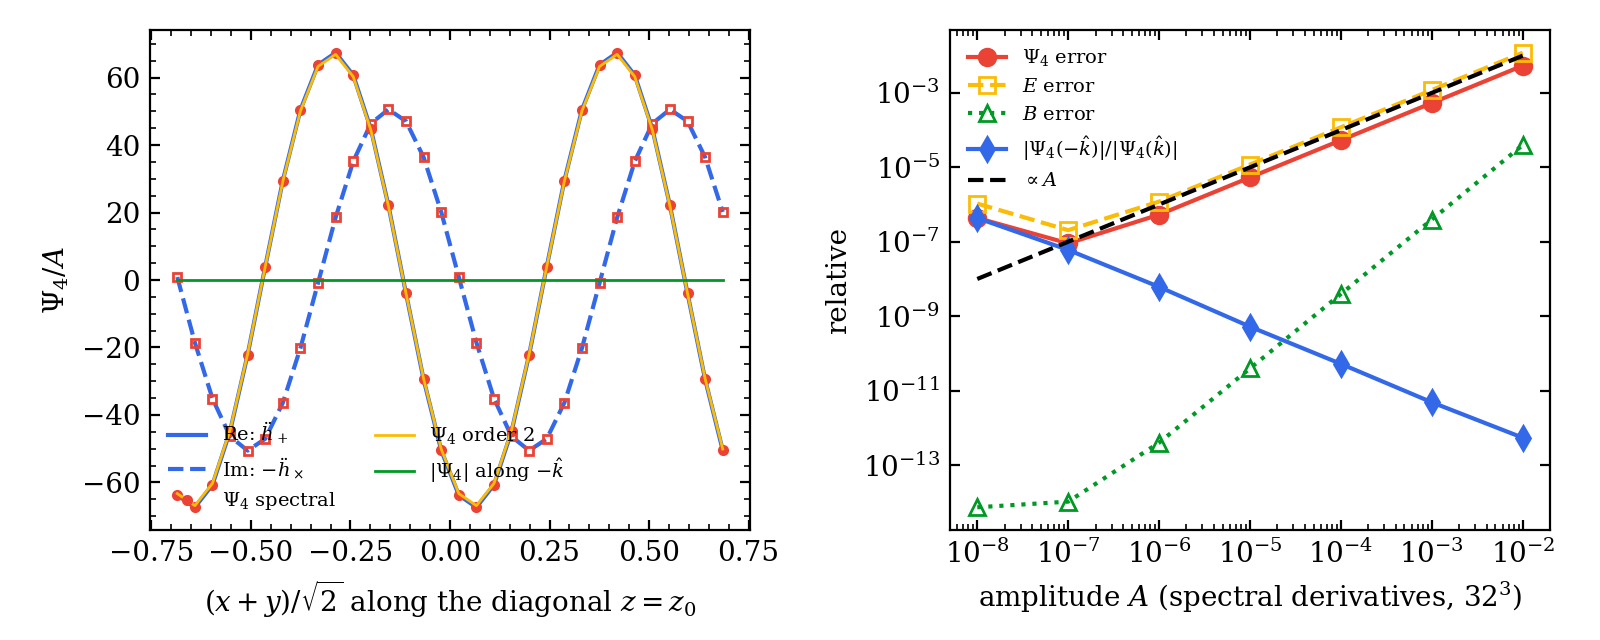 Ψ₄/A
60
40
20
0
−20
−40
−60
Re: ḧ₊
Im: −ḧ×
Ψ₄ spectral
Ψ₄ order 2
|Ψ₄| along −k̂
−0.75 −0.50 −0.25 0.00 0.25 0.50 0.75
(x + y)/√2 along the diagonal z = z₀
relative
10⁻³
10⁻⁵
10⁻⁷
10⁻⁹
10⁻¹¹
10⁻¹³
Ψ₄ error
E error
B error
|Ψ₄(−k̂)|/|Ψ₄(k̂)|
∝ A
10⁻⁸ 10⁻⁷ 10⁻⁶ 10⁻⁵ 10⁻⁴ 10⁻³ 10⁻²
amplitude A (spectral derivatives, 32³)